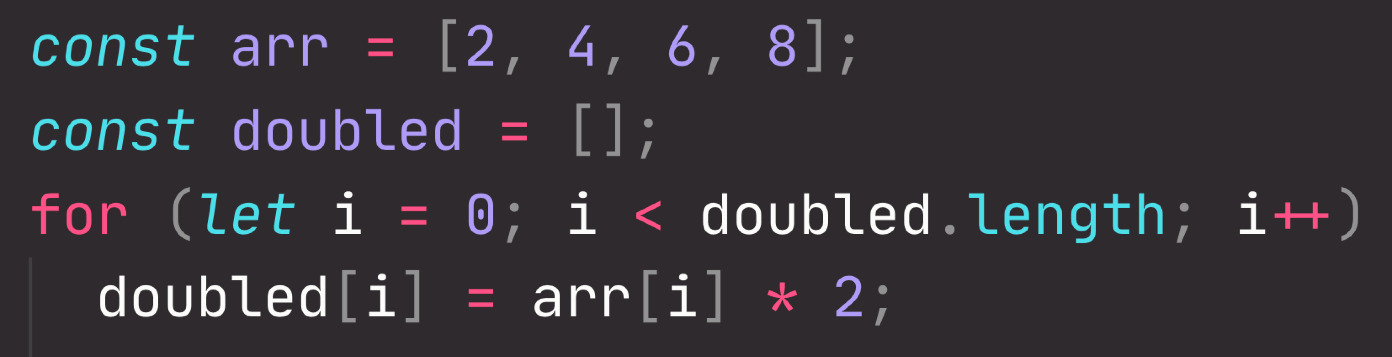 const arr = [2, 4, 6, 8];
const doubled = [];
for (let i = 0; i < doubled.length; i++)
  doubled[i] = arr[i] * 2;